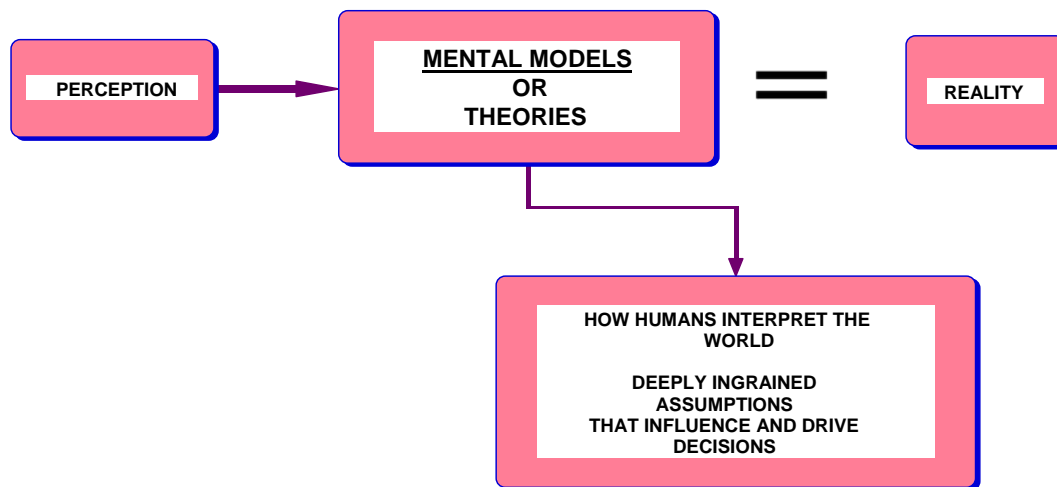 PERCEPTION
MENTAL MODELS
OR
THEORIES
=
REALITY
HOW HUMANS INTERPRET THE
WORLD
DEEPLY INGRAINED
ASSUMPTIONS
THAT INFLUENCE AND DRIVE
DECISIONS